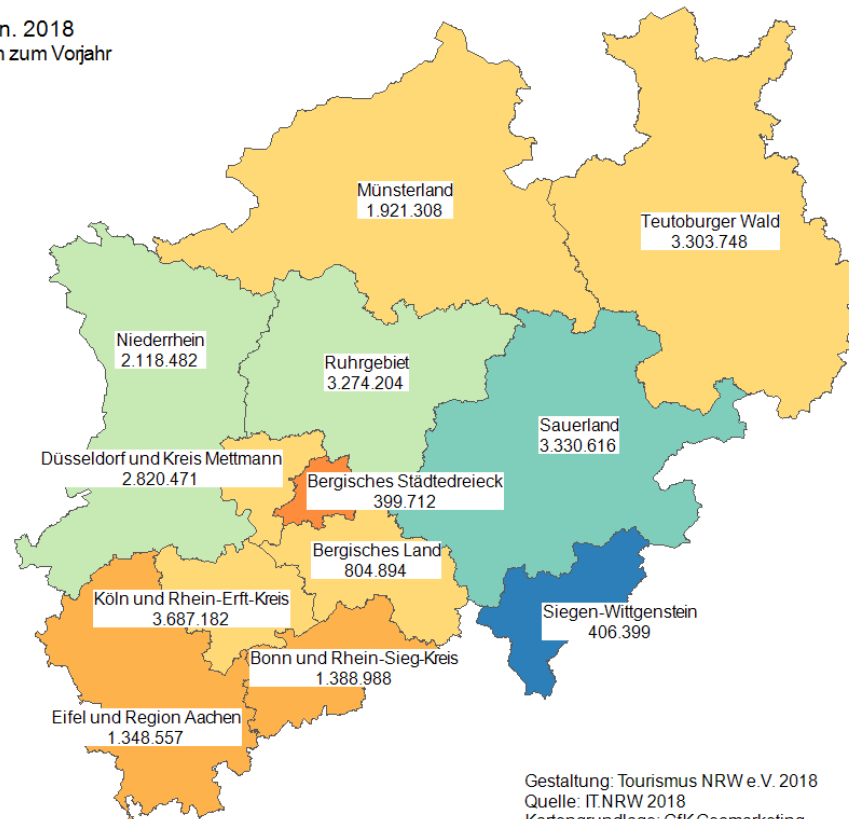 n. 2018
zum Vorjahr
Münsterland
1.921.308
Teutoburger Wald
3.303.748
Niederrhein
2.118.482
Ruhrgebiet
3.274.204
Sauerland
3.330.616
Düsseldorf und Kreis Mettmann
2.820.471
Bergisches Städtedreieck
399.712
Bergisches Land
804.894
Köln und Rhein-Erft-Kreis
3.687.182
Siegen-Wittgenstein
406.399
Bonn und Rhein-Sieg-Kreis
1.388.988
Eifel und Region Aachen
1.348.557
Gestaltung: Tourismus NRW e.V. 2018
Quelle: IT.NRW 2018
Kartengrundlage: GfK Geomarketing